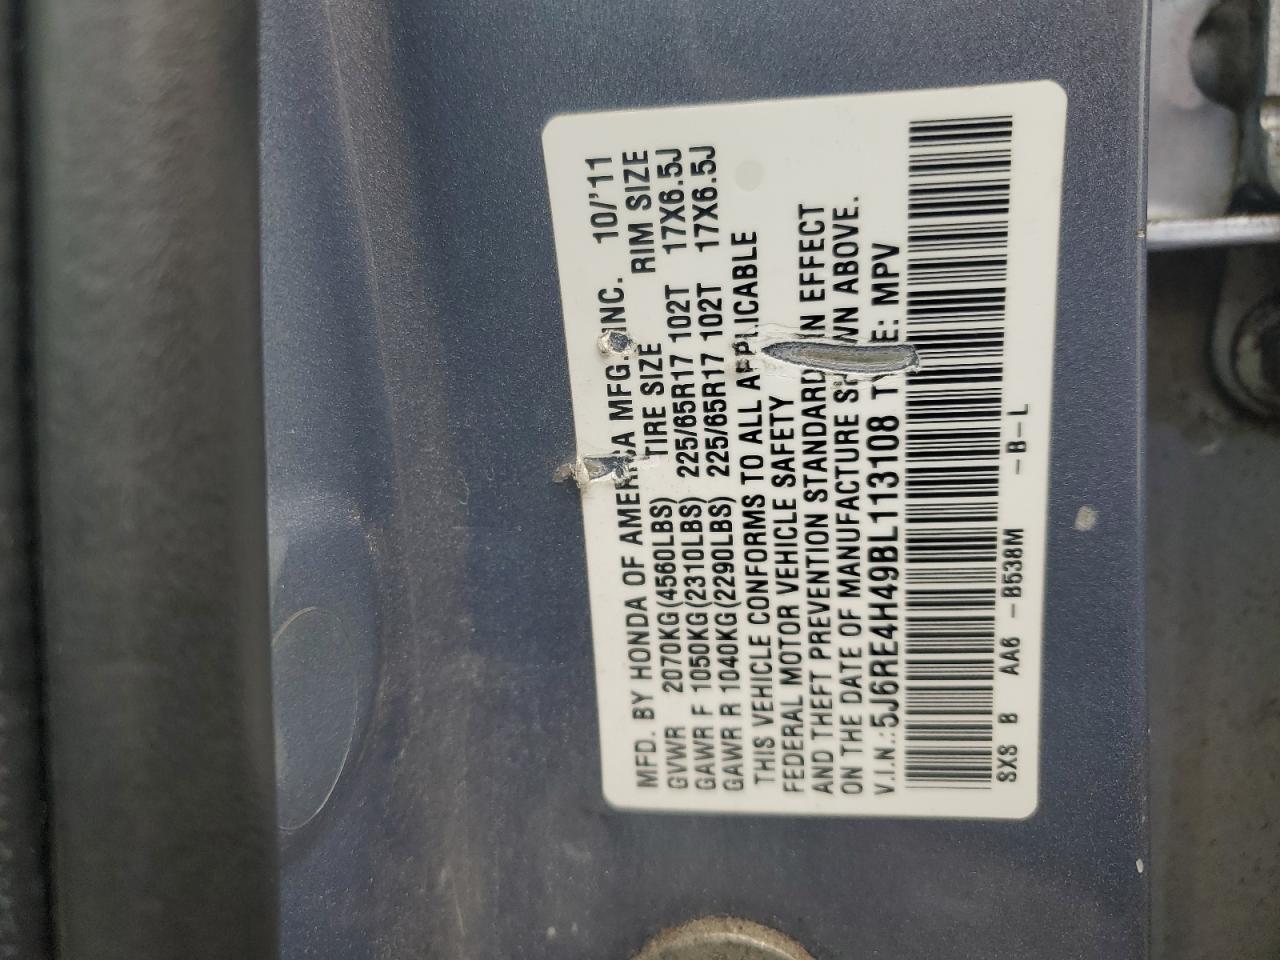 MFD. BY HONDA OF AMERICA MFG. INC. 10/'11
TIRE SIZE RIM SIZE
GVWR 2070KG(4560LBS)
GAWR F 1050KG(2310LBS) 225/65R17 102T 17X6.5J
GAWR R 1040KG(2290LBS) 225/65R17 102T 17X6.5J
THIS VEHICLE CONFORMS TO ALL APPLICABLE
FEDERAL MOTOR VEHICLE SAFETY
AND THEFT PREVENTION STANDARD IN EFFECT
ON THE DATE OF MANUFACTURE SHOWN ABOVE.
V.I.N.:5J6RE4H49BL113108 TYPE: MPV
SXS B AA6 -B538M -B-L